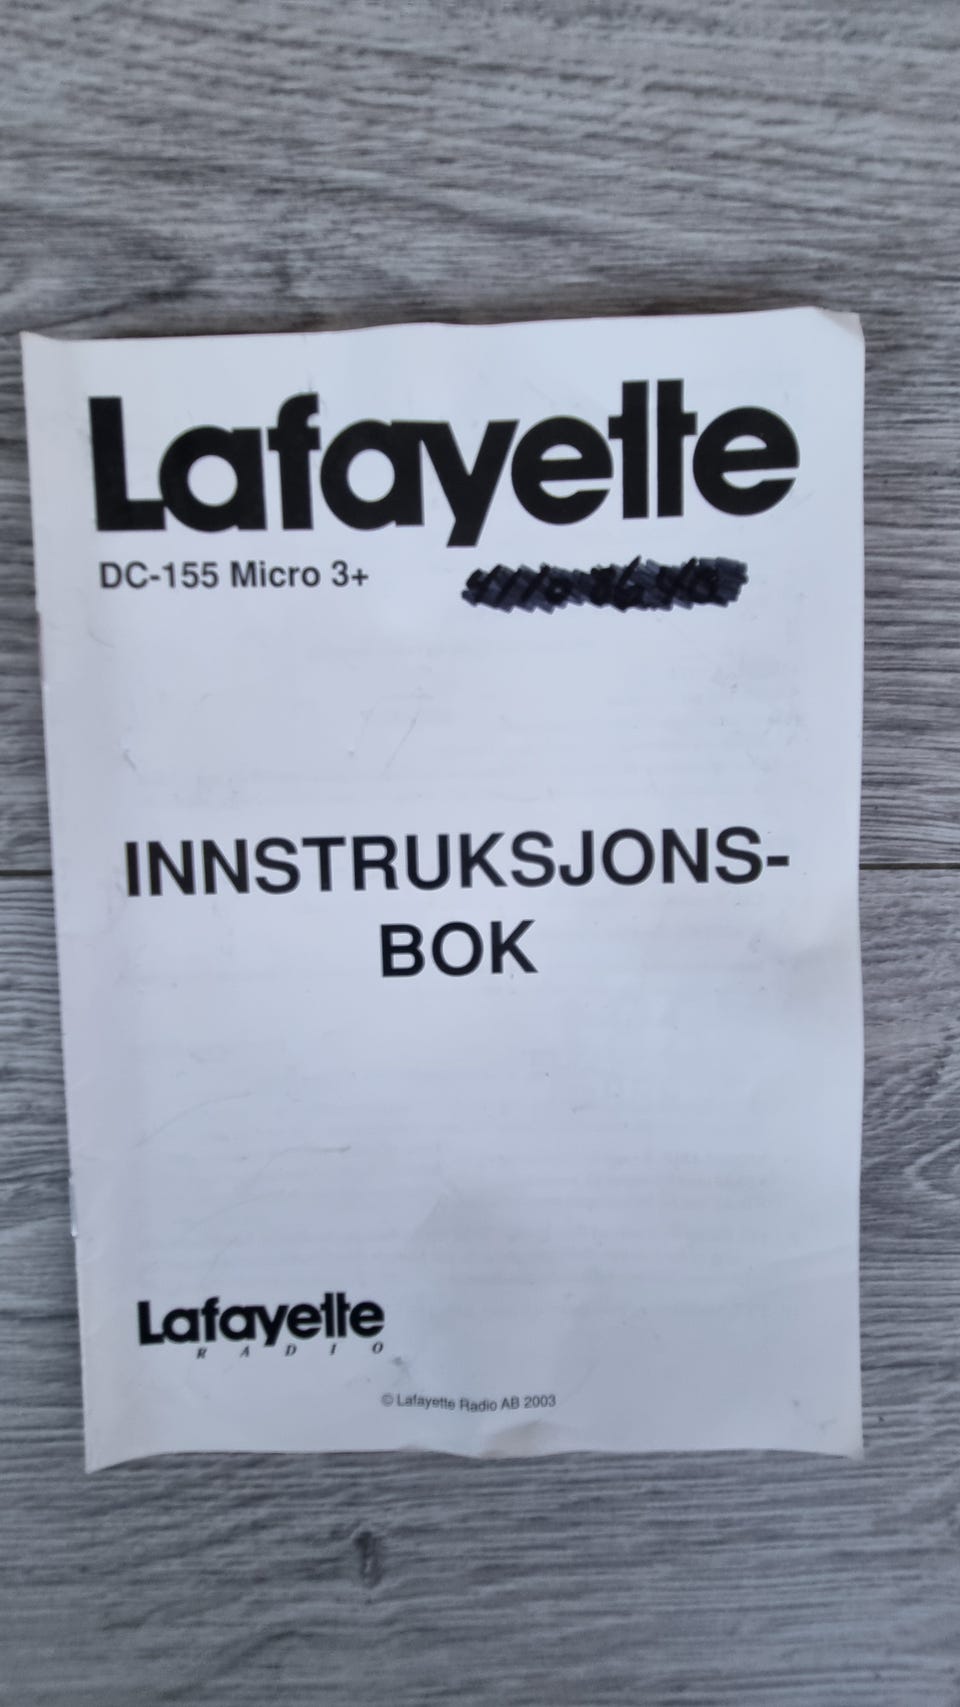 Lafayette
DC-155 Micro 3+
INNSTRUKSJONS-
BOK
Lafayette
RADIO
© Lafayette Radio AB 2003